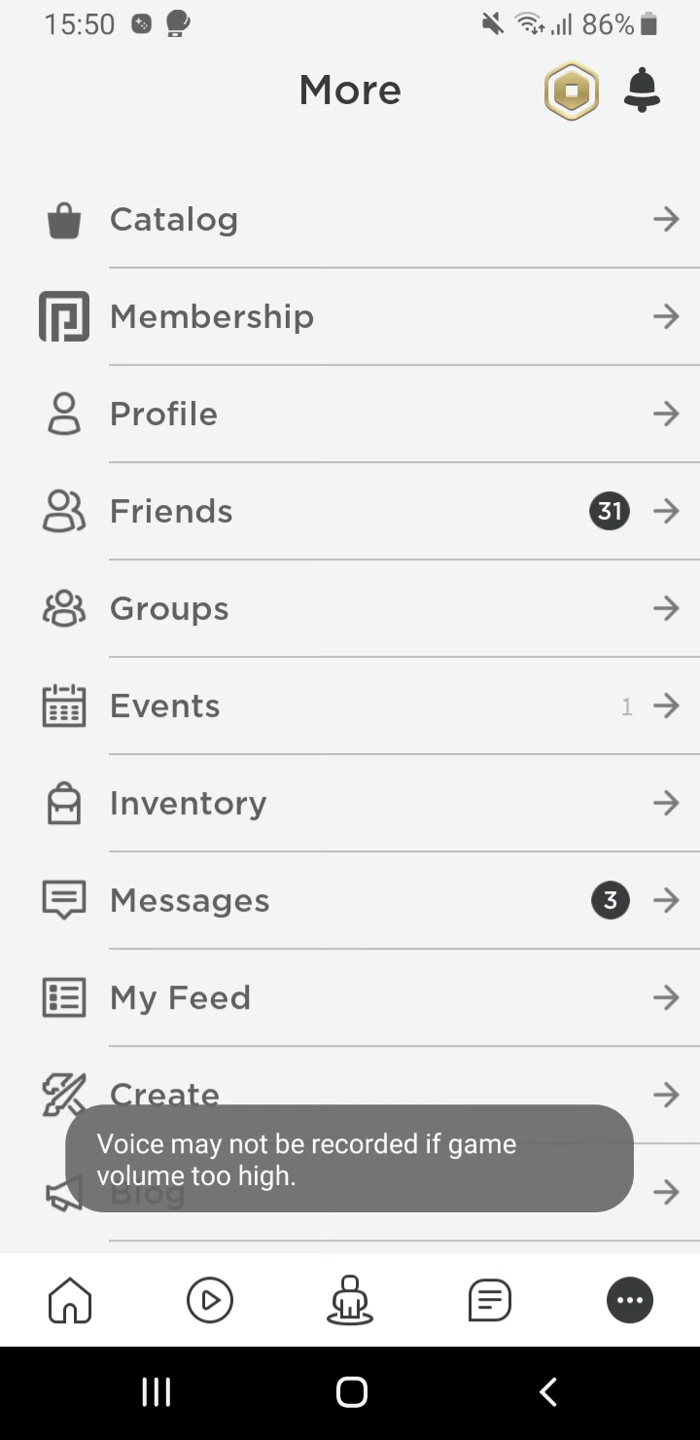 15:50
86%
More
Catalog
Membership
Profile
Friends 31
Groups
Events 1
Inventory
Messages 3
My Feed
Create
Voice may not be recorded if game
volume too high.
Blog